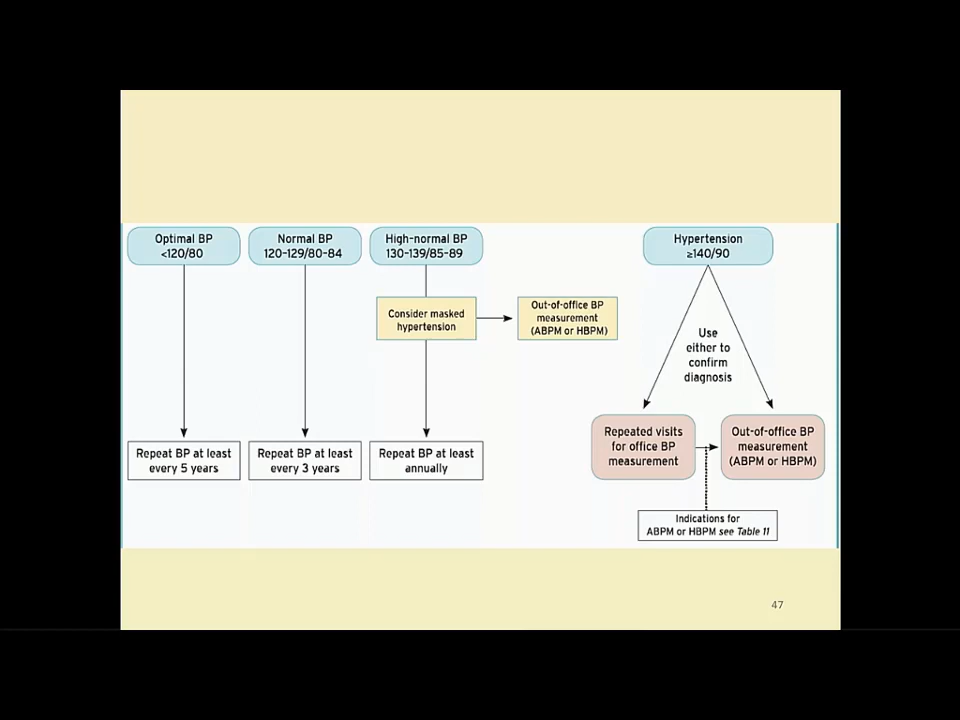 Optimal BP
<120/80
Normal BP
120-129/80-84
High-normal BP
130-139/85-89
Hypertension
≥140/90
Consider masked
hypertension
Out-of-office BP
measurement
(ABPM or HBPM)
Use
either to
confirm
diagnosis
Repeat BP at least
every 5 years
Repeat BP at least
every 3 years
Repeat BP at least
annually
Repeated visits
for office BP
measurement
Out-of-office BP
measurement
(ABPM or HBPM)
Indications for
ABPM or HBPM see Table 11
47